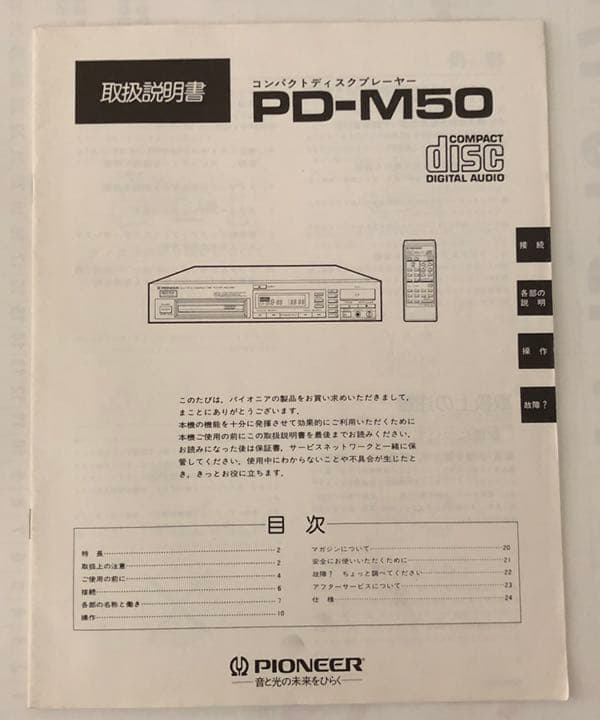 取扱説明書
コンパクトディスクプレーヤー
PD-M50
COMPACT
disc
DIGITAL AUDIO
接続
各部の
説明
操作
故障?
PIONEER
このたびは、パイオニアの製品をお買い求めいただきまして、
まことにありがとうございます。
本機の機能を十分に発揮させて効果的にご利用いただくために
本機ご使用の前にこの取扱説明書を最後までお読みください。
お読みになった後は保証書、サービスネットワークと一緒に保
管してください。使用中にわからないことや不具合が生じたと
き、きっとお役に立ちます。
目次
特長 2
取扱上の注意 2
ご使用の前に 4
接続 6
各部の名称と働き 7
操作 10
マガジンについて 20
安全にお使いいただくために 21
故障? ちょっと調べてください 22
アフターサービスについて 23
仕様 24
PIONEER
音と光の未来をひらく